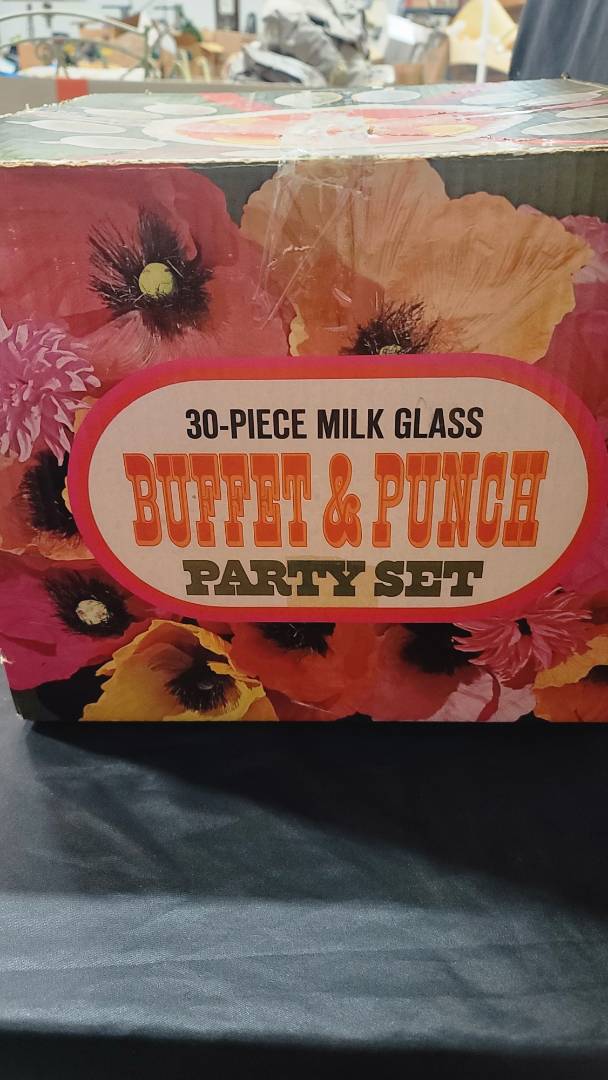 30-PIECE MILK GLASS
BUFFET & PUNCH
PARTY SET